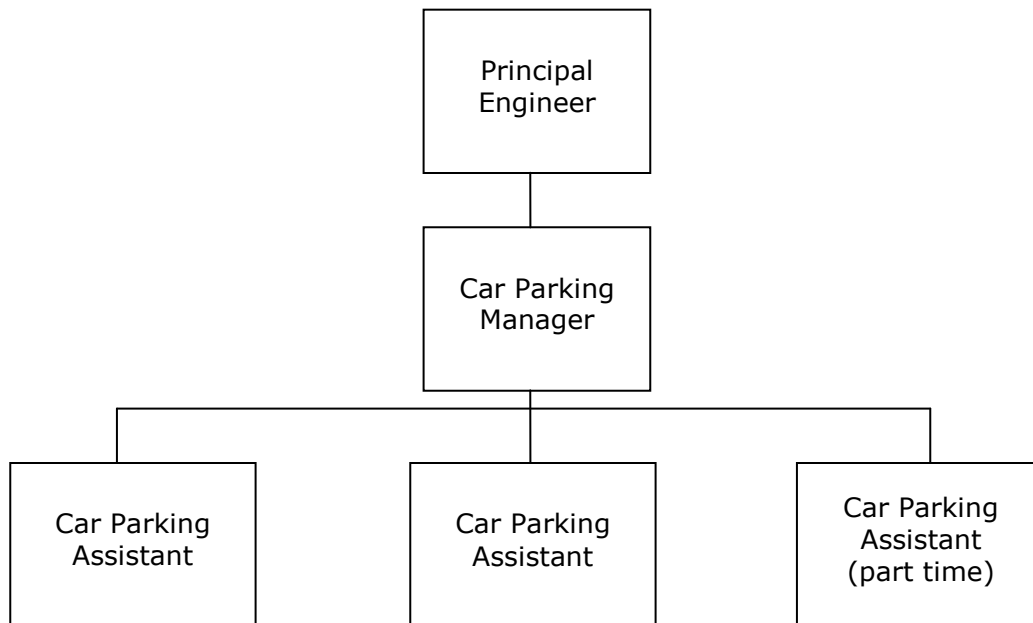 Principal
Engineer
Car Parking
Manager
Car Parking
Assistant
Car Parking
Assistant
Car Parking
Assistant
(part time)